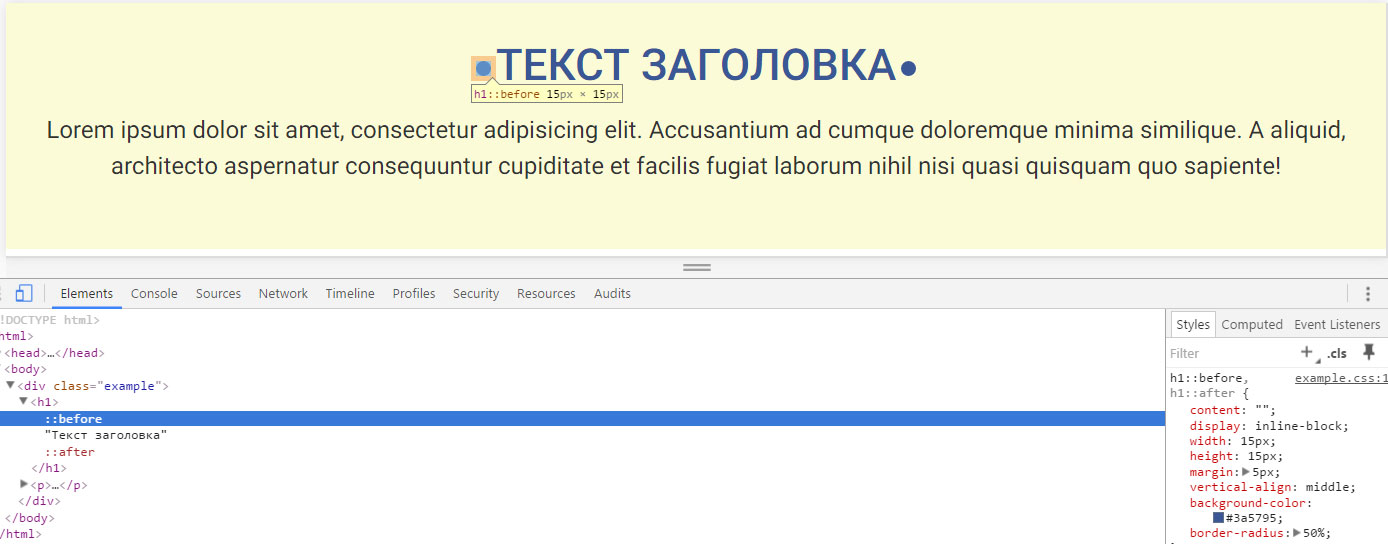 ТЕКСТ ЗАГОЛОВКА
h1::before 15px × 15px
Lorem ipsum dolor sit amet, consectetur adipisicing elit. Accusantium ad cumque doloremque minima similique. A aliquid,
architecto aspernatur consequuntur cupiditate et facilis fugiat laborum nihil nisi quasi quisquam quo sapiente!
Elements Console Sources Network Timeline Profiles Security Resources Audits
!DOCTYPE html>
html>
<head>…</head>
<body>
<div class="example">
<h1>
::before
"Текст заголовка"
::after
</h1>
<p>…</p>
</div>
</body>
/html>
Styles Computed Event Listeners
Filter .cls
h1::before, example.css:1
h1::after {
content: "";
display: inline-block;
width: 15px;
height: 15px;
margin: 5px;
vertical-align: middle;
background-color:
#3a5795;
border-radius: 50%;